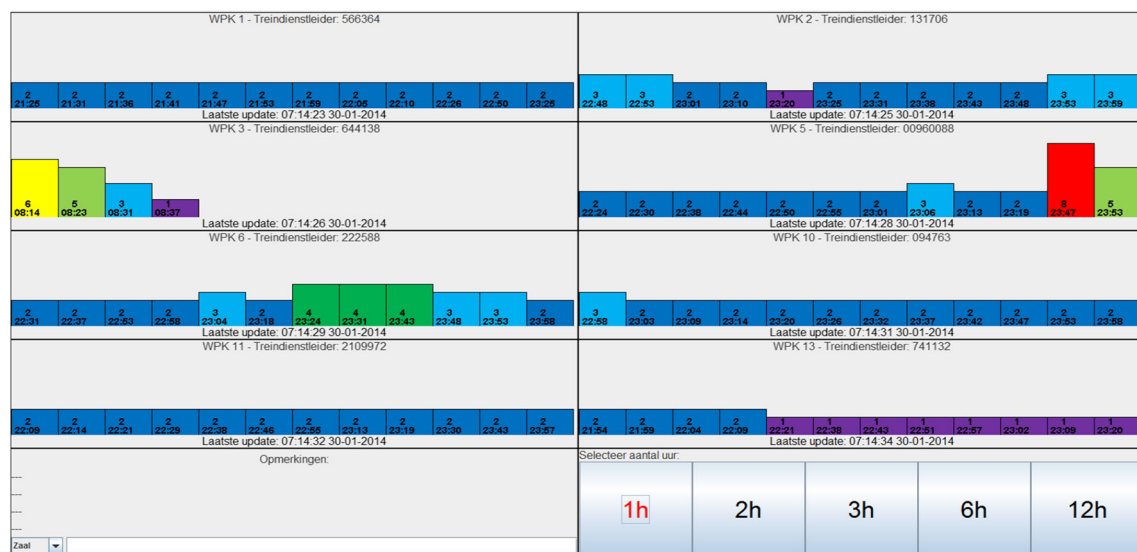 WPK 1 - Treindienstleider: 566364
2 2 2 2 2 2 2 2 2 2 2 2
21:25 21:31 21:36 21:41 21:47 21:53 21:59 22:05 22:10 22:26 22:50 23:25
Laatste update: 07:14:23 30-01-2014
WPK 2 - Treindienstleider: 131706
3 3 2 2 1 2 2 2 2 2 3 3
22:48 22:53 23:01 23:10 23:20 23:25 23:31 23:38 23:43 23:48 23:53 23:59
Laatste update: 07:14:25 30-01-2014
WPK 3 - Treindienstleider: 644138
6 5 3 1
08:14 08:23 08:31 08:37
Laatste update: 07:14:26 30-01-2014
WPK 5 - Treindienstleider: 00960088
2 2 2 2 2 2 2 3 2 2 8 5
22:24 22:30 22:38 22:44 22:50 22:55 23:01 23:06 23:13 23:19 23:47 23:53
Laatste update: 07:14:28 30-01-2014
WPK 6 - Treindienstleider: 222588
2 2 2 2 3 2 4 4 4 3 3 2
22:31 22:37 22:53 22:58 23:04 23:18 23:24 23:31 23:43 23:48 23:53 23:58
Laatste update: 07:14:29 30-01-2014
WPK 10 - Treindienstleider: 094763
3 2 2 2 2 2 2 2 2 2 2 2
22:58 23:03 23:09 23:14 23:20 23:26 23:32 23:37 23:42 23:47 23:53 23:58
Laatste update: 07:14:31 30-01-2014
WPK 11 - Treindienstleider: 2109972
2 2 2 2 2 2 2 2 2 2 2 2
22:09 22:14 22:21 22:29 22:38 22:46 22:55 23:13 23:19 23:30 23:43 23:57
Laatste update: 07:14:32 30-01-2014
WPK 13 - Treindienstleider: 741132
2 2 2 2 1 1 1 1 1 1 1 1
21:54 21:59 22:04 22:09 22:21 22:38 22:43 22:51 22:57 23:02 23:09 23:20
Laatste update: 07:14:34 30-01-2014
Opmerkingen:
---
---
---
---
Zaal
Selecteer aantal uur:
1h 2h 3h 6h 12h